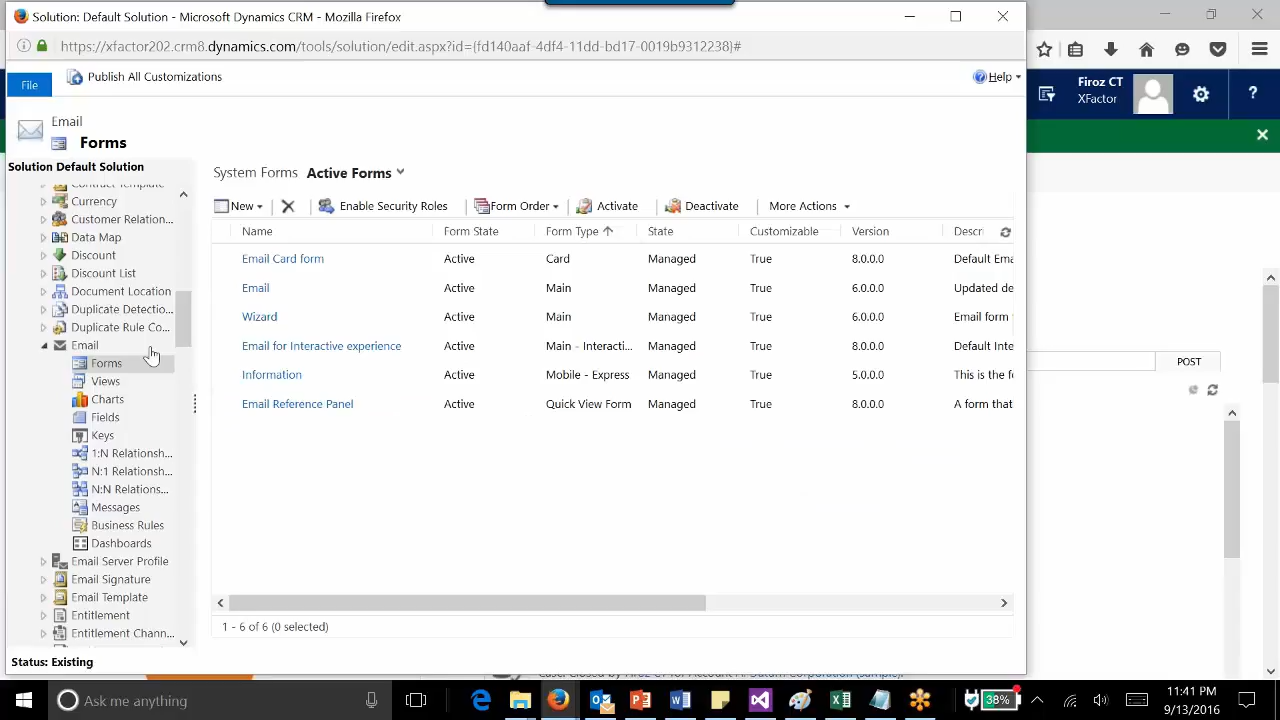 Solution: Default Solution - Microsoft Dynamics CRM - Mozilla Firefox
https://xfactor202.crm8.dynamics.com/tools/solution/edit.aspx?id={fd140aaf-4df4-11dd-bd17-0019b9312238}#
File
Publish All Customizations
Help
Firoz CT
XFactor
?
Email
Forms
Solution Default Solution
System Forms Active Forms
Contract Template
Currency
Customer Relation...
Data Map
Discount
Discount List
Document Location
Duplicate Detectio...
Duplicate Rule Co...
Email
Forms
Views
Charts
Fields
Keys
1:N Relationsh...
N:1 Relationsh...
N:N Relations...
Messages
Business Rules
Dashboards
Email Server Profile
Email Signature
Email Template
Entitlement
Entitlement Chann...
New
Enable Security Roles
Form Order
Activate
Deactivate
More Actions
Name Form State Form Type State Customizable Version Descr
Email Card form Active Card Managed True 8.0.0.0 Default Ema
Email Active Main Managed True 6.0.0.0 Updated de
Wizard Active Main Managed True 6.0.0.0 Email form
Email for Interactive experience Active Main - Interacti... Managed True 8.0.0.0 Default Inte
Information Active Mobile - Express Managed True 5.0.0.0 This is the f
Email Reference Panel Active Quick View Form Managed True 8.0.0.0 A form that
1 - 6 of 6 (0 selected)
Status: Existing
POST
Ask me anything
38%
11:41 PM
9/13/2016